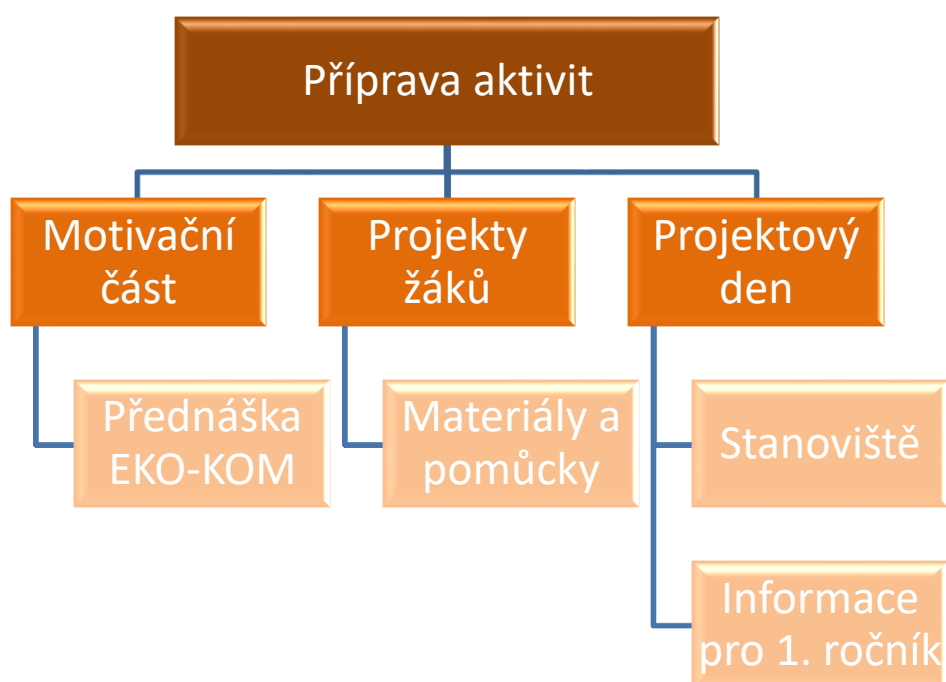 Příprava aktivit
Motivační
část
Projekty
žáků
Projektový
den
Přednáška
EKO-KOM
Materiály a
pomůcky
Stanoviště
Informace
pro 1. ročník